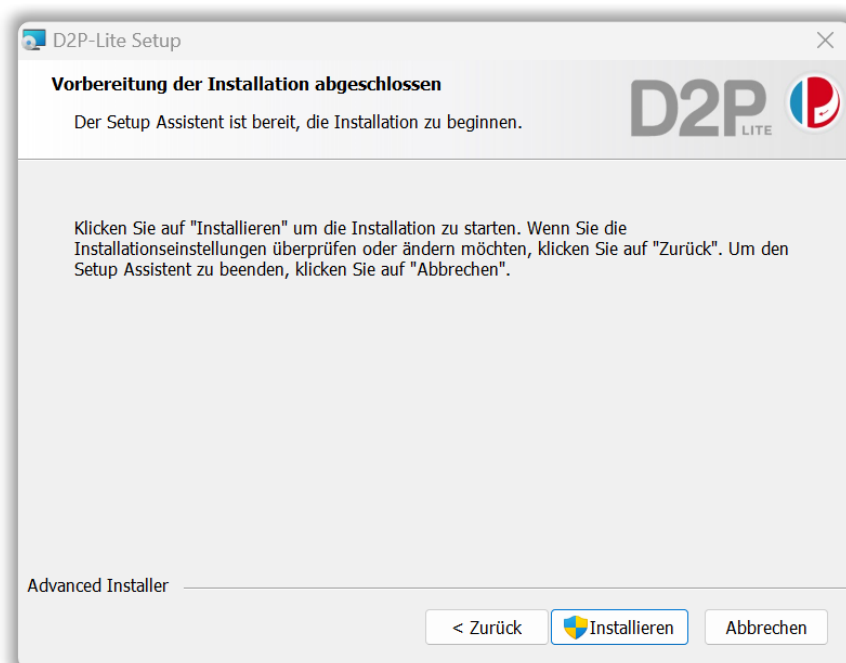 D2P-Lite Setup
Vorbereitung der Installation abgeschlossen
Der Setup Assistent ist bereit, die Installation zu beginnen.
D2P LITE
Klicken Sie auf "Installieren" um die Installation zu starten. Wenn Sie die
Installationseinstellungen überprüfen oder ändern möchten, klicken Sie auf "Zurück". Um den
Setup Assistent zu beenden, klicken Sie auf "Abbrechen".
Advanced Installer
< Zurück
Installieren
Abbrechen